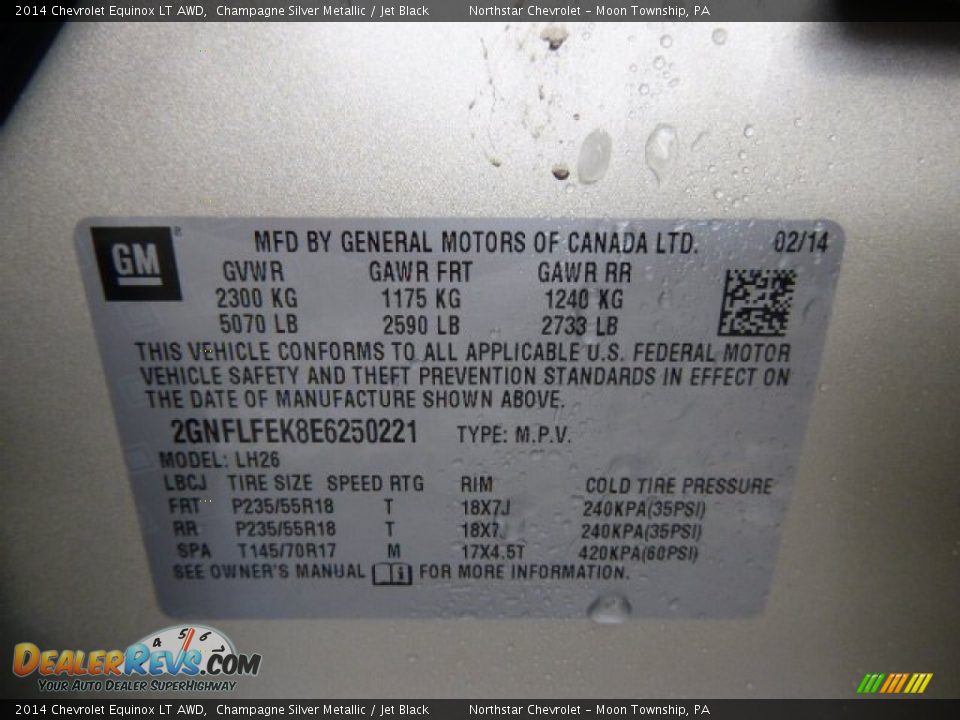 2014 Chevrolet Equinox LT AWD, Champagne Silver Metallic / Jet Black Northstar Chevrolet - Moon Township, PA
GM MFD BY GENERAL MOTORS OF CANADA LTD. 02/14
GVWR GAWR FRT GAWR RR
2300 KG 1175 KG 1240 KG
5070 LB 2590 LB 2733 LB
THIS VEHICLE CONFORMS TO ALL APPLICABLE U.S. FEDERAL MOTOR
VEHICLE SAFETY AND THEFT PREVENTION STANDARDS IN EFFECT ON
THE DATE OF MANUFACTURE SHOWN ABOVE.
2GNFLFEK8E6250221 TYPE: M.P.V.
MODEL: LH26
LBCJ TIRE SIZE SPEED RTG RIM COLD TIRE PRESSURE
FRT P235/55R18 T 18X7J 240KPA(35PSI)
RR P235/55R18 T 18X7J 240KPA(35PSI)
SPA T145/70R17 M 17X4.5T 420KPA(60PSI)
SEE OWNER'S MANUAL i FOR MORE INFORMATION.
4 5 6
DEALERREVS.COM
YOUR AUTO DEALER SUPERHIGHWAY
2014 Chevrolet Equinox LT AWD, Champagne Silver Metallic / Jet Black Northstar Chevrolet - Moon Township, PA